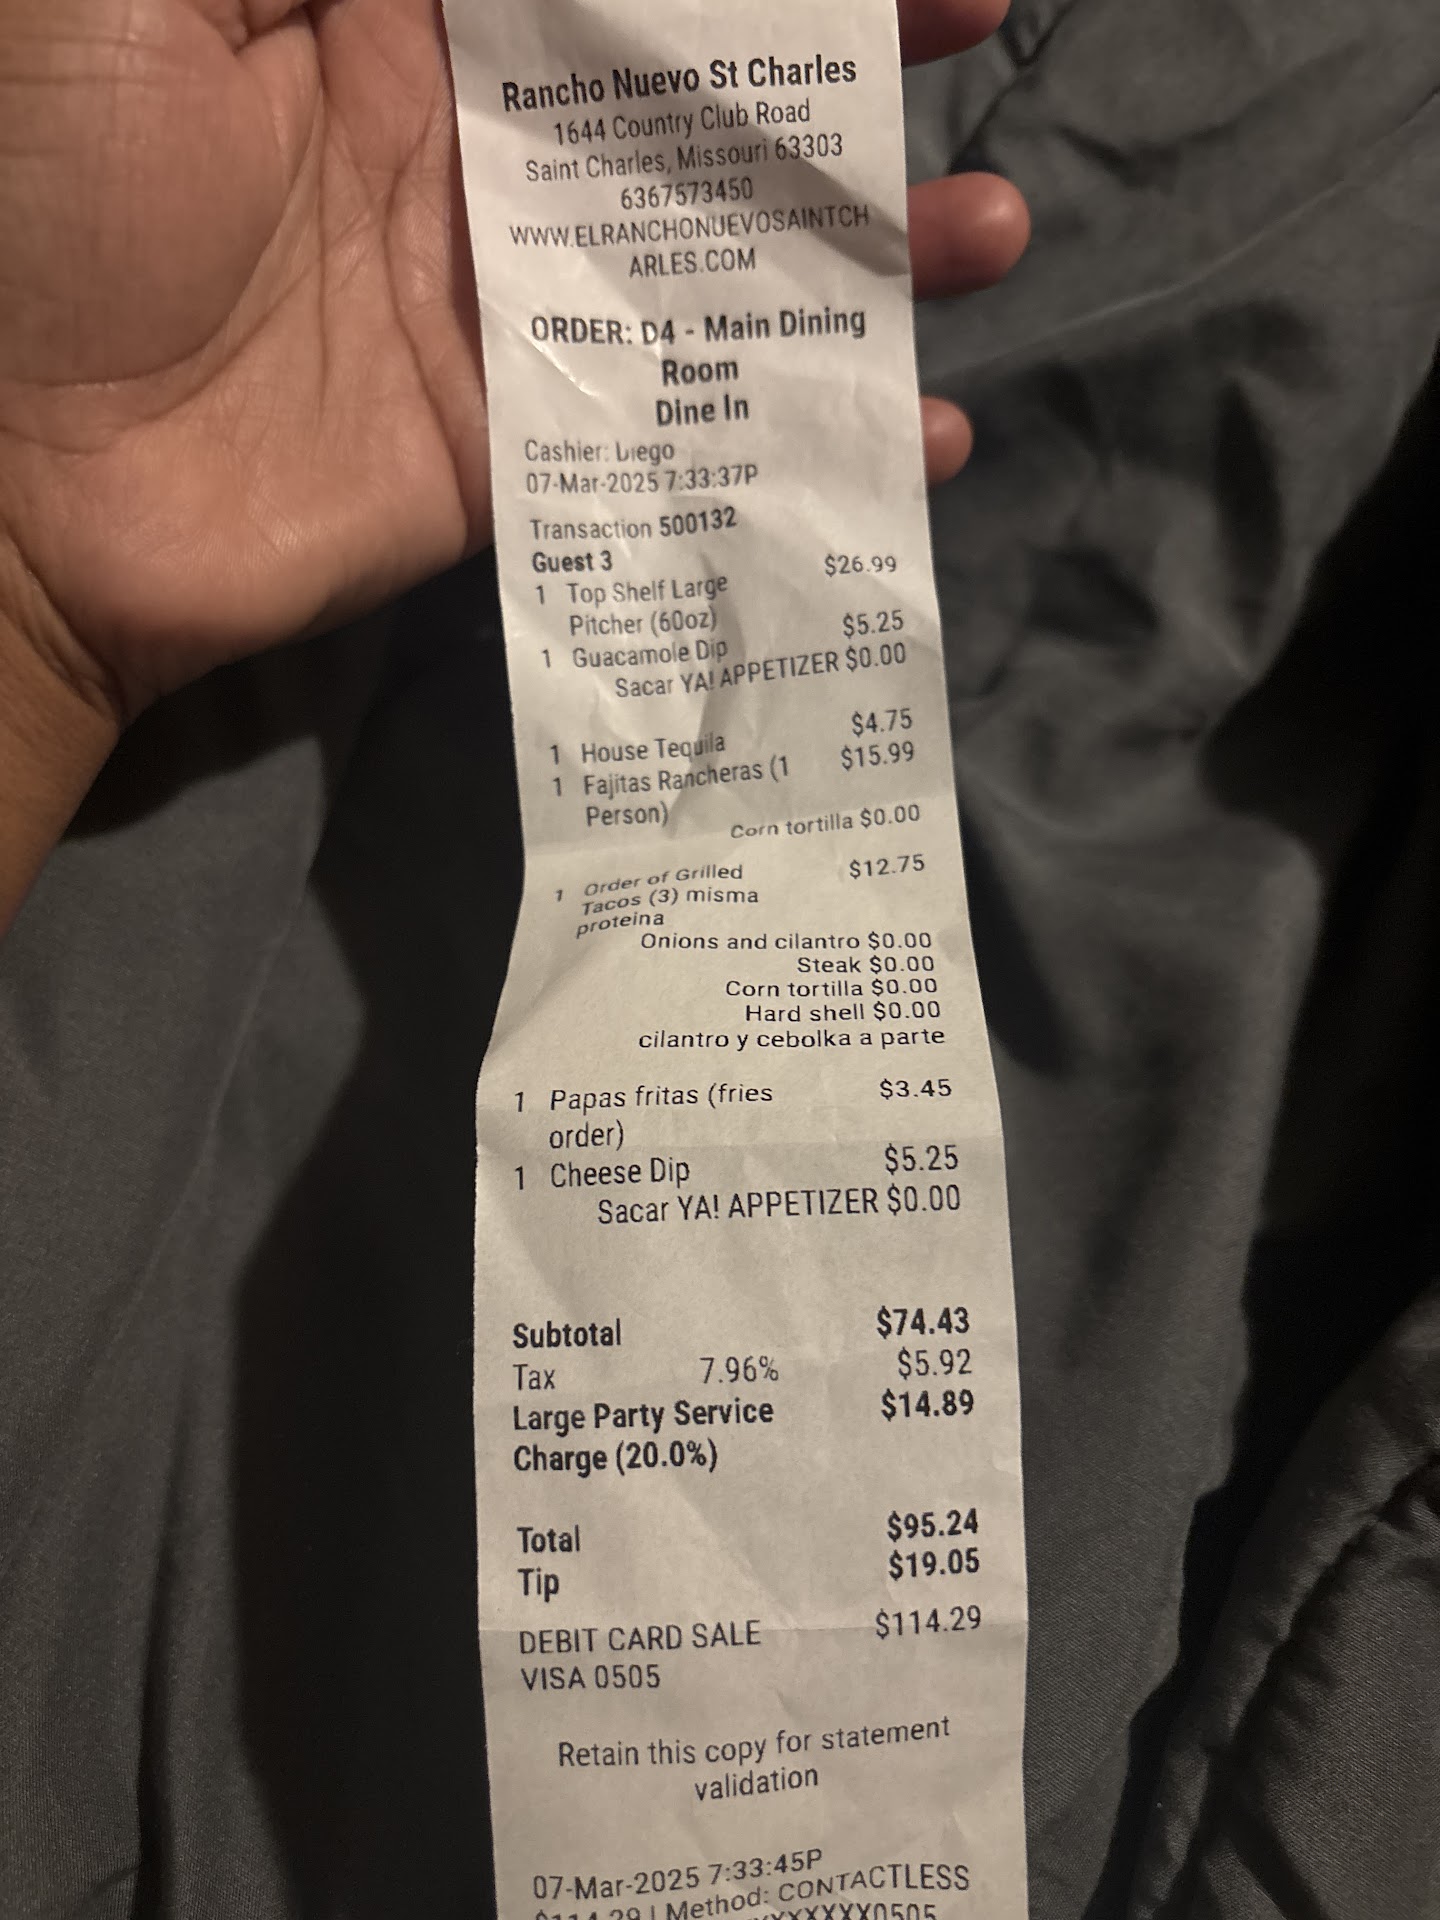 Rancho Nuevo St Charles
1644 Country Club Road
Saint Charles, Missouri 63303
6367573450
WWW.ELRANCHONUEVOSAINTCH
ARLES.COM
ORDER: D4 - Main Dining
Room
Dine In
Cashier: Diego
07-Mar-2025 7:33:37P
Transaction 500132
Guest 3
1 Top Shelf Large $26.99
Pitcher (60oz)
1 Guacamole Dip $5.25
Sacar YA! APPETIZER $0.00
1 House Tequila $4.75
1 Fajitas Rancheras (1 $15.99
Person)
Corn tortilla $0.00
1 Order of Grilled $12.75
Tacos (3) misma
proteina
Onions and cilantro $0.00
Steak $0.00
Corn tortilla $0.00
Hard shell $0.00
cilantro y cebolka a parte
1 Papas fritas (fries $3.45
order)
1 Cheese Dip $5.25
Sacar YA! APPETIZER $0.00
Subtotal $74.43
Tax 7.96% $5.92
Large Party Service $14.89
Charge (20.0%)
Total $95.24
Tip $19.05
DEBIT CARD SALE $114.29
VISA 0505
Retain this copy for statement
validation
07-Mar-2025 7:33:45P
$114.29 | Method: CONTACTLESS
XXXXXXX0505